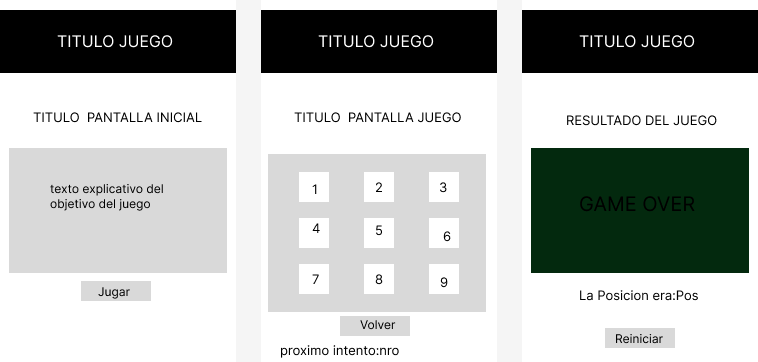 TITULO JUEGO
TITULO PANTALLA INICIAL
texto explicativo del
objetivo del juego
Jugar
TITULO JUEGO
TITULO PANTALLA JUEGO
1 2 3
4 5 6
7 8 9
Volver
proximo intento:nro
TITULO JUEGO
RESULTADO DEL JUEGO
GAME OVER
La Posicion era:Pos
Reiniciar